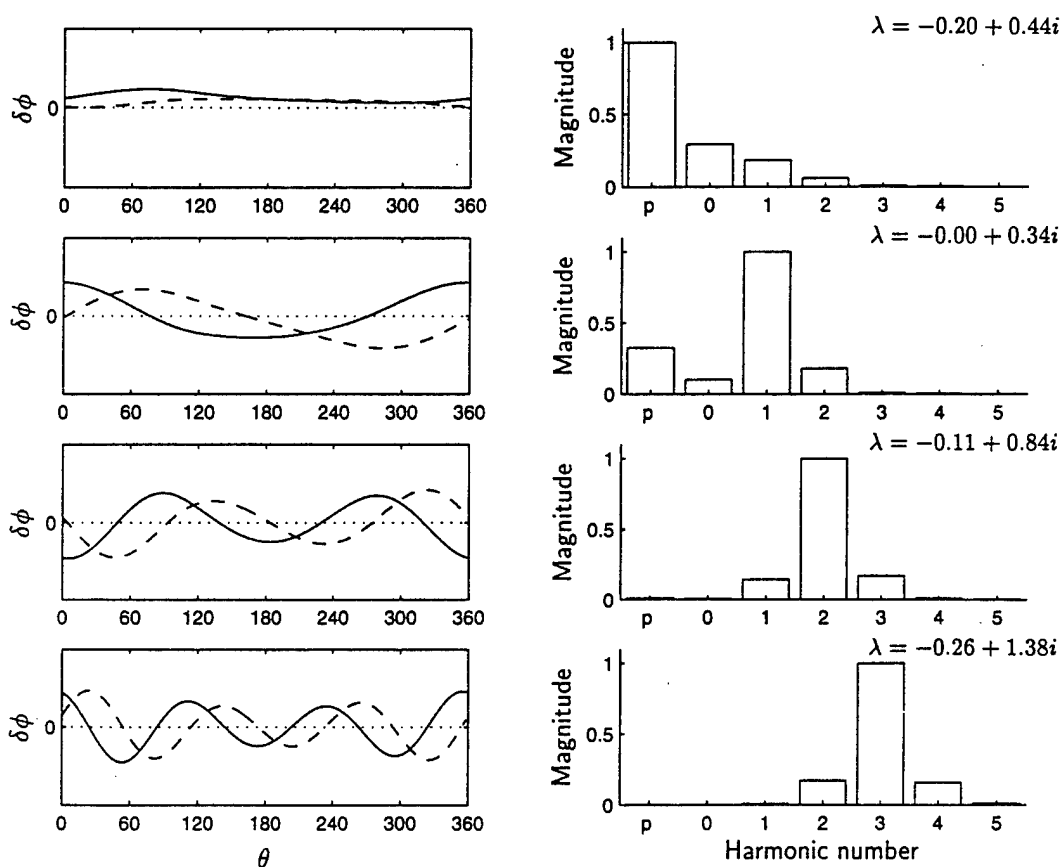 λ = −0.20 + 0.44i
δϕ
0
0 60 120 180 240 300 360
Magnitude
1
0.5
0
p 0 1 2 3 4 5
λ = −0.00 + 0.34i
δϕ
0
0 60 120 180 240 300 360
Magnitude
1
0.5
0
p 0 1 2 3 4 5
λ = −0.11 + 0.84i
δϕ
0
0 60 120 180 240 300 360
Magnitude
1
0.5
0
p 0 1 2 3 4 5
λ = −0.26 + 1.38i
δϕ
0
0 60 120 180 240 300 360
θ
Magnitude
1
0.5
0
p 0 1 2 3 4 5
Harmonic number